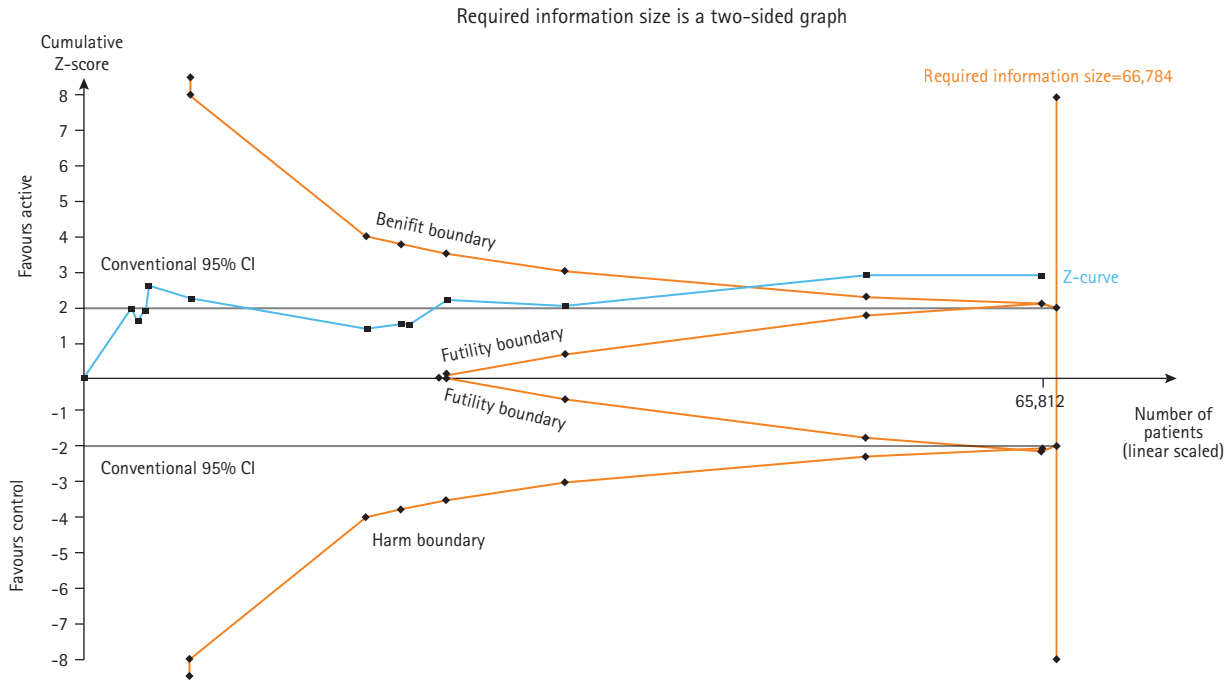 Required information size is a two-sided graph
Cumulative
Z-score
Required information size=66,784
8
7
6
5
4
3
2
1
-1
-2
-3
-4
-5
-6
-7
-8
Favours active
Favours control
Benifit boundary
Conventional 95% CI
Z-curve
Futility boundary
Futility boundary
65,812
Number of
patients
(linear scaled)
Conventional 95% CI
Harm boundary